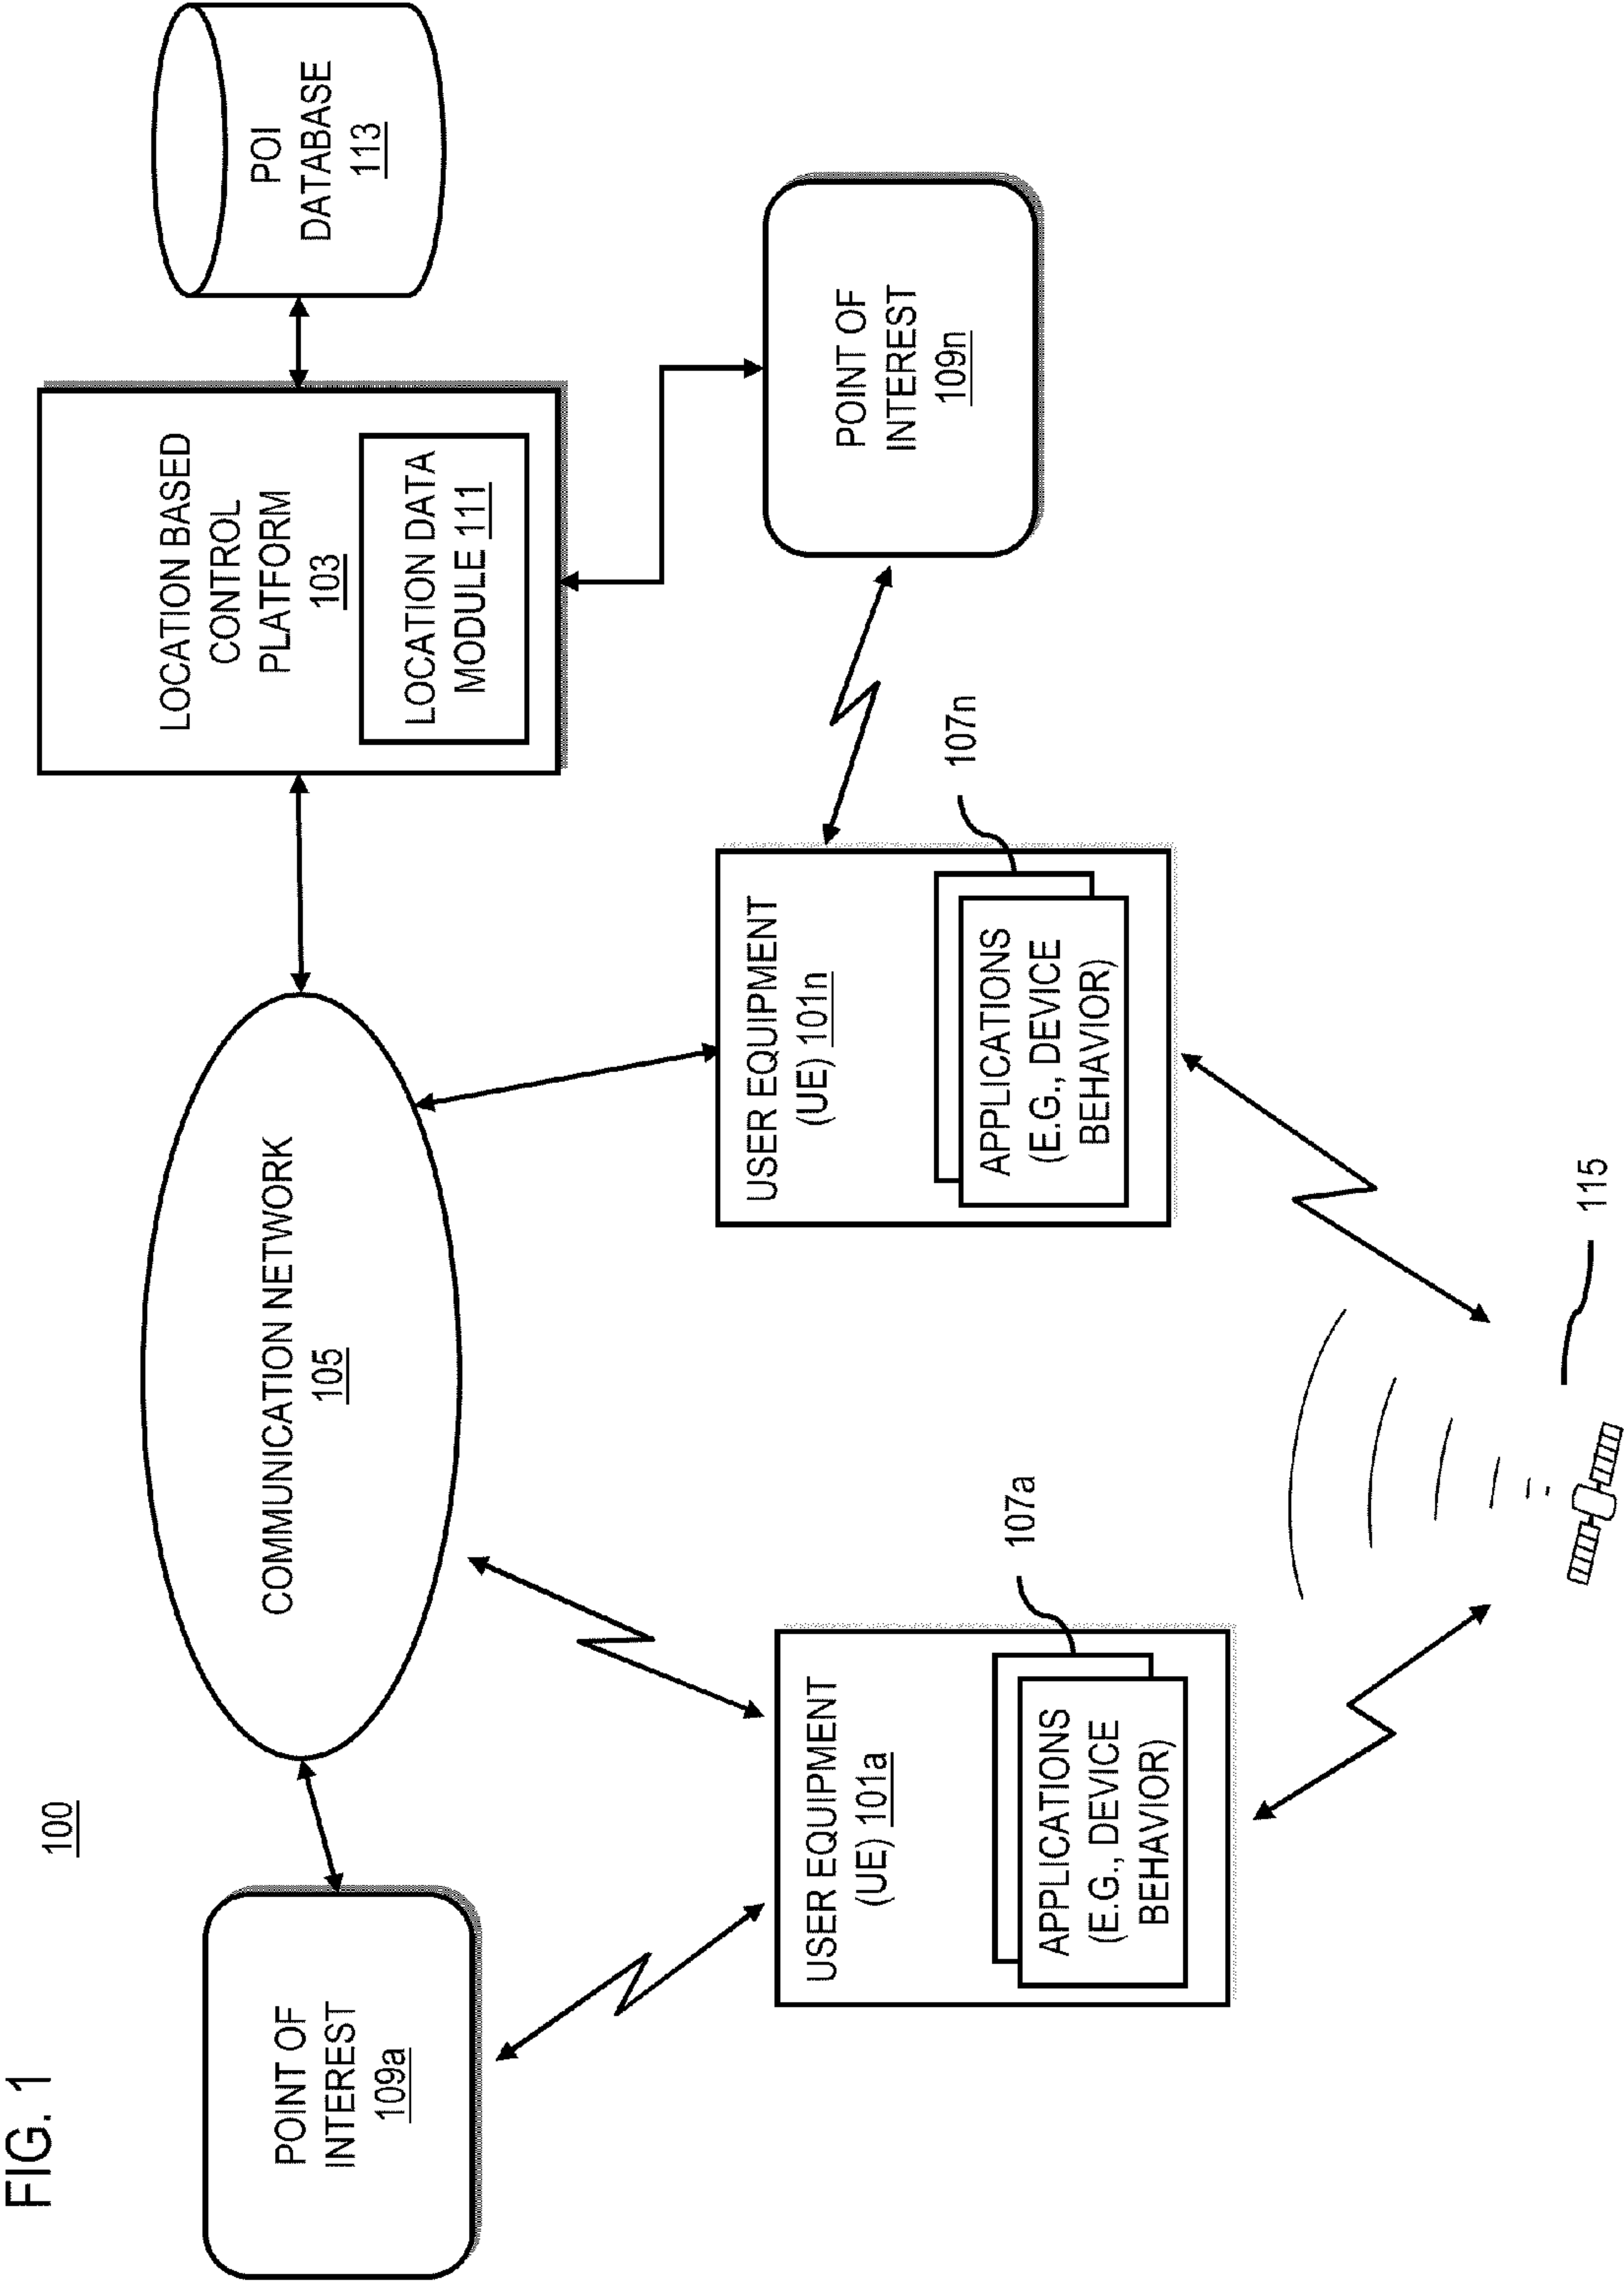 FIG. 1
100
POINT OF
INTEREST
109a
COMMUNICATION NETWORK
105
LOCATION BASED
CONTROL
PLATFORM
103
LOCATION DATA
MODULE 111
POI
DATABASE
113
USER EQUIPMENT
(UE) 101a
APPLICATIONS
(E.G., DEVICE
BEHAVIOR)
107a
USER EQUIPMENT
(UE) 101n
APPLICATIONS
(E.G., DEVICE
BEHAVIOR)
107n
POINT OF
INTEREST
109n
115